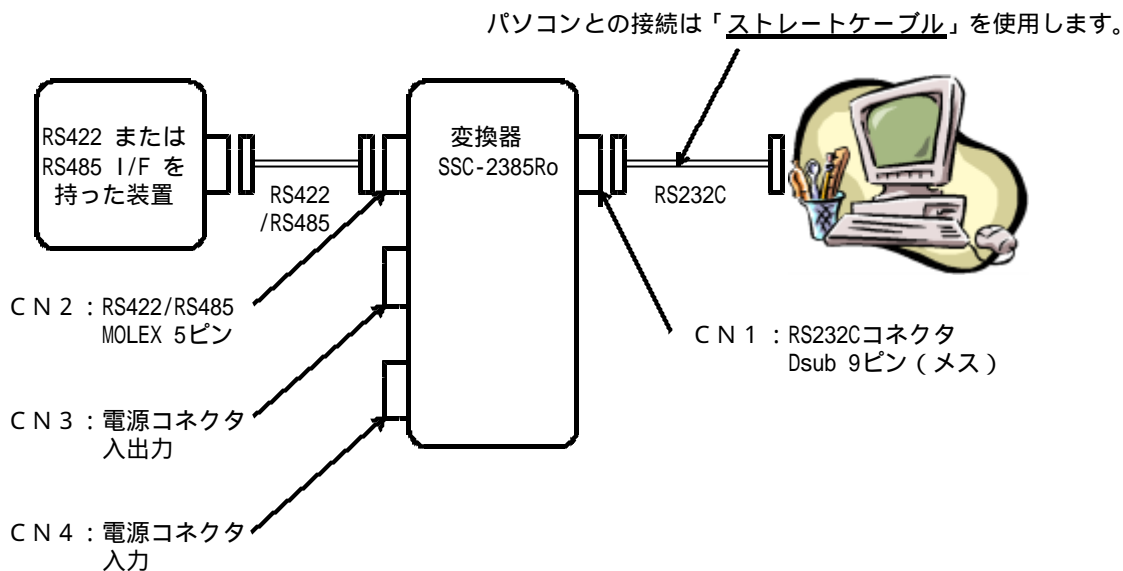 パソコンとの接続は「ストレートケーブル」を使用します。
RS422 または
RS485 I/F を
持った装置
RS422
/RS485
変換器
SSC-2385Ro
RS232C
CN2:RS422/RS485
MOLEX 5ピン
CN1:RS232Cコネクタ
Dsub 9ピン(メス)
CN3:電源コネクタ
入出力
CN4:電源コネクタ
入力